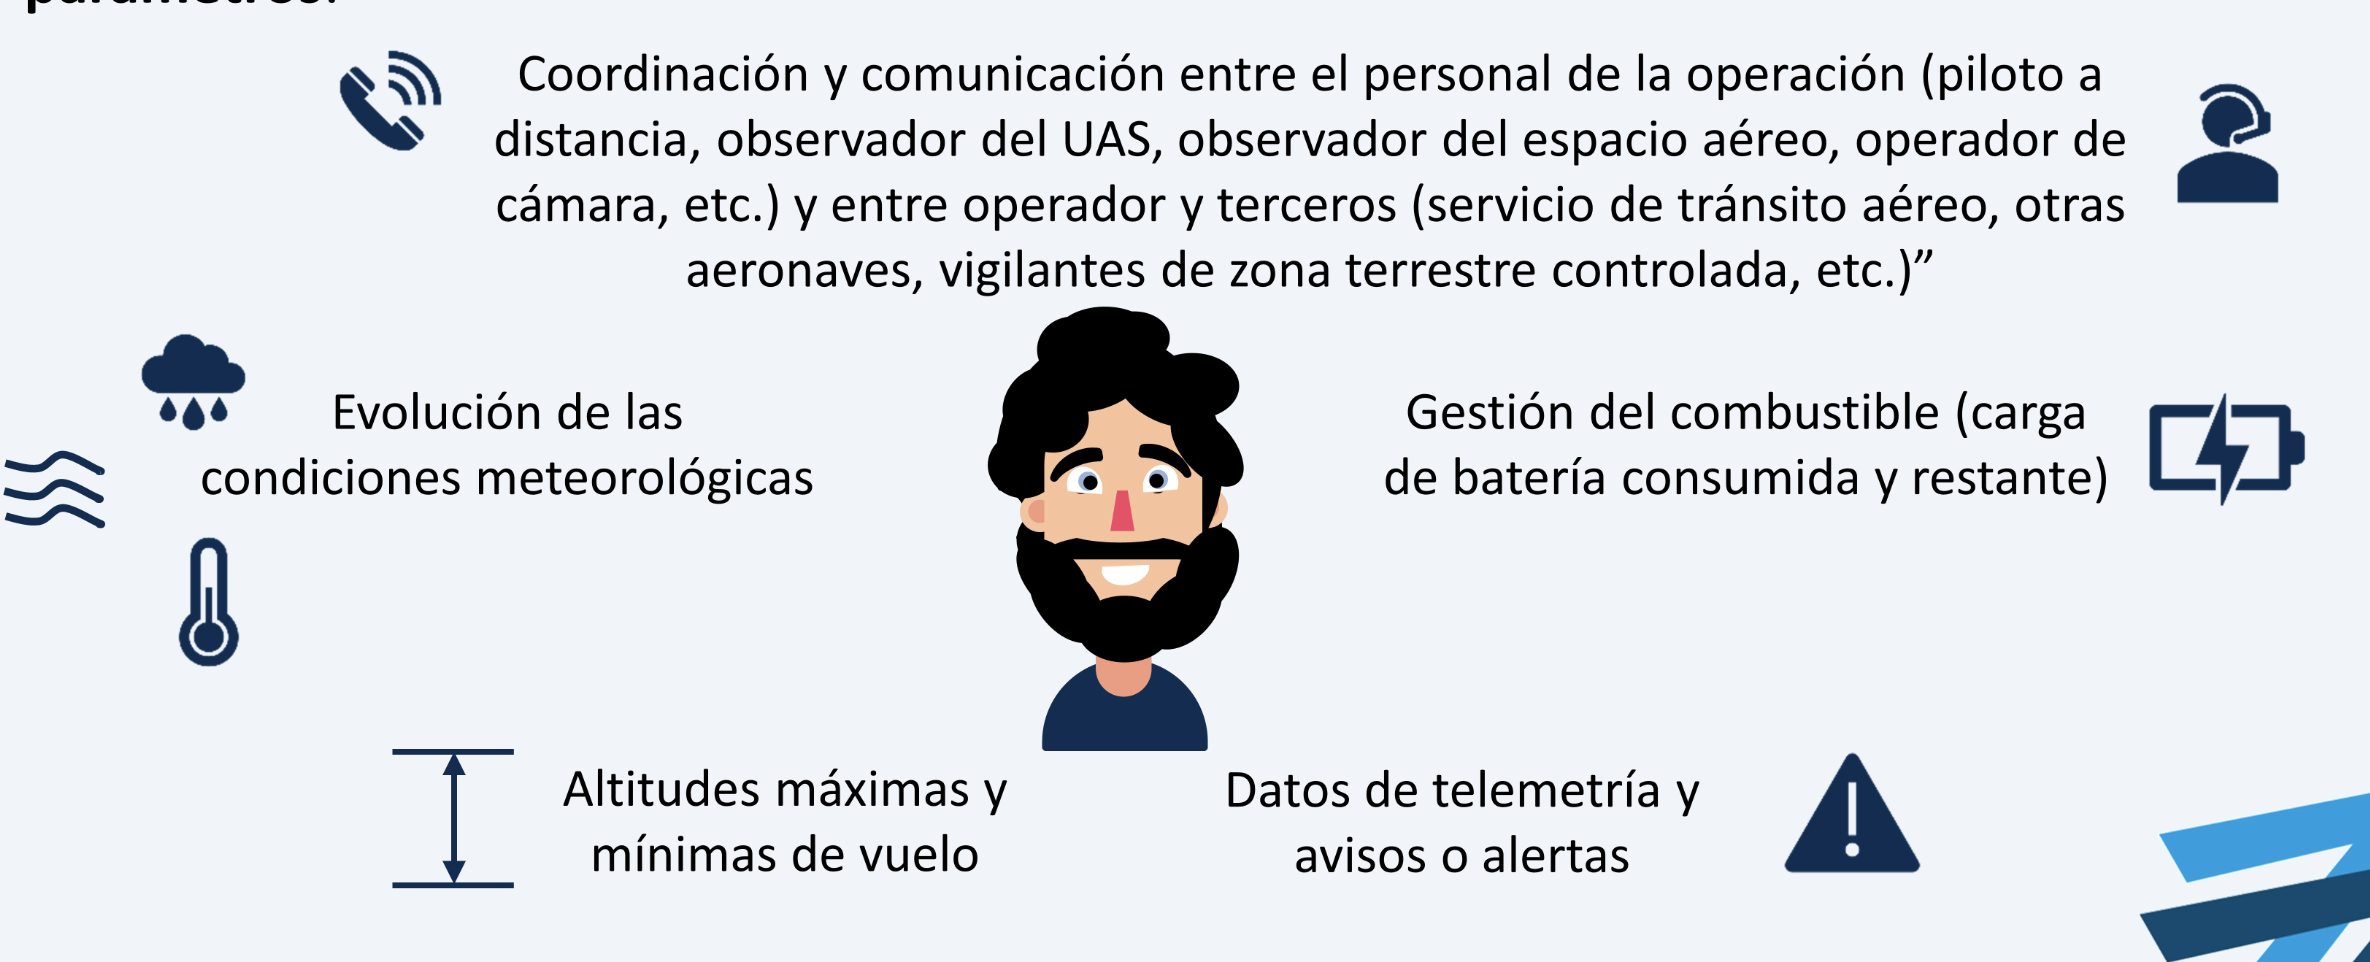 parámetros:
Coordinación y comunicación entre el personal de la operación (piloto a
distancia, observador del UAS, observador del espacio aéreo, operador de
cámara, etc.) y entre operador y terceros (servicio de tránsito aéreo, otras
aeronaves, vigilantes de zona terrestre controlada, etc.)”
Evolución de las
condiciones meteorológicas
Gestión del combustible (carga
de batería consumida y restante)
Altitudes máximas y
mínimas de vuelo
Datos de telemetría y
avisos o alertas